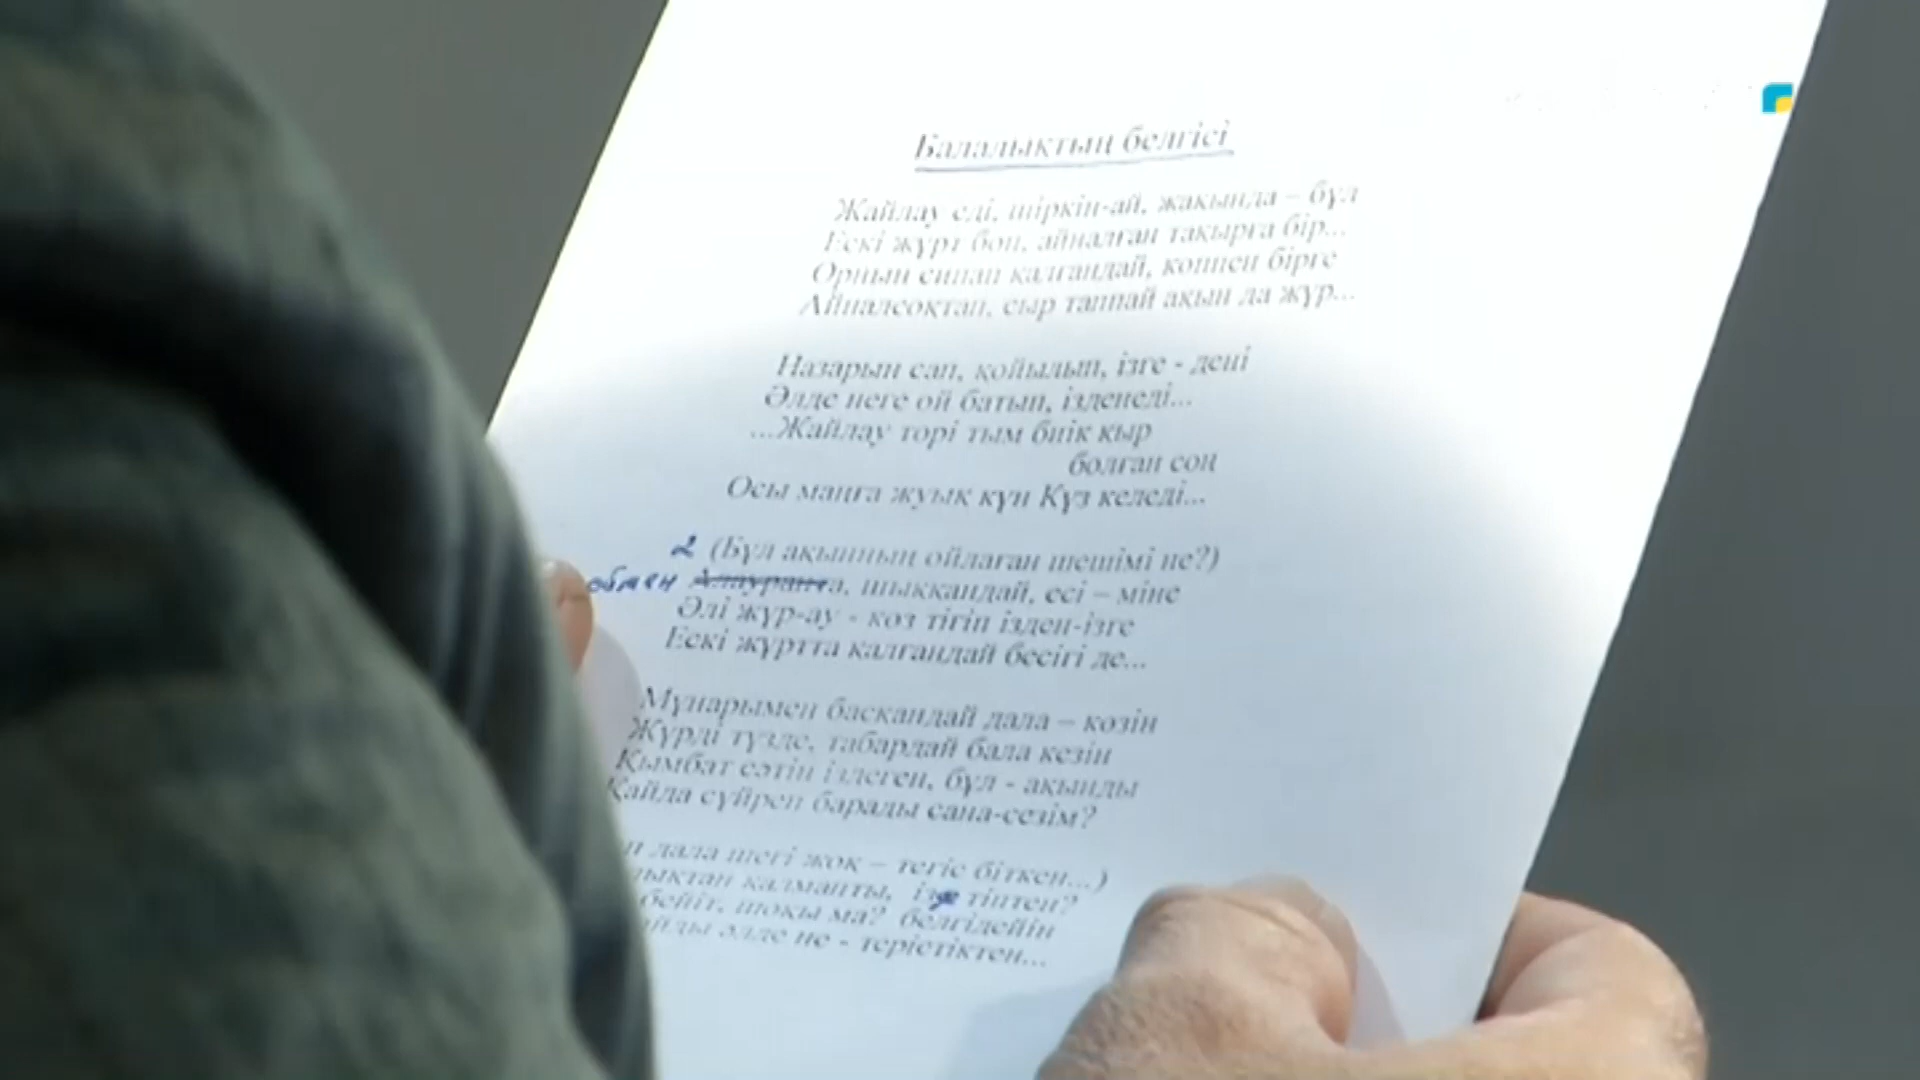 Балалықтың белгісі
Жайлау еді, шіркін-ай, жақында – бұл
Ескі жұрт боп, айналған тақырға бір...
Орнын сипап қалғандай, көппен бірге
Айналсоқтап, сыр таппай ақын да жүр...
Назарын сап, қойылып, ізге - дені
Әлде неге ой батып, ізденеді...
...Жайлау төрі тым биік қыр
болған соң
Осы маңға жуық күн Күз келеді...
2 (Бұл ақынның ойлаған шешімі не?)
шыққандай, есі – міне
Әлі жүр-ау - көз тігіп ізден-ізге
Ескі жұртта қалғандай бесігі де...
Мұнарымен басқандай дала – көзін
Жүрді түзде, табардай бала кезін
Қымбат сәтін іздеген, бұл - ақынды
Қайда сүйреп барады сана-сезім?
дала шегі жоқ – тегіс біткен...)
қалмапты, тіптен?
бейіт, шоқы ма? белгідейін
әлде не - терістіктен...